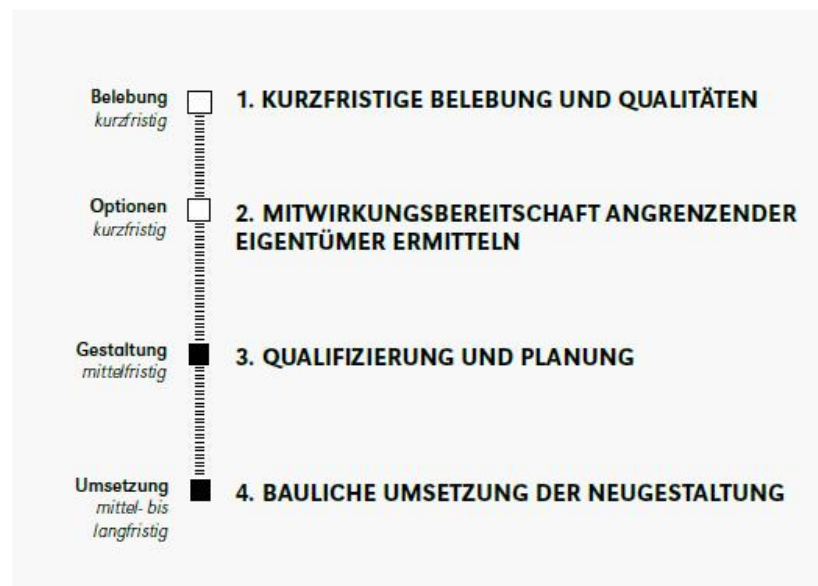 Belebung
kurzfristig
1. KURZFRISTIGE BELEBUNG UND QUALITÄTEN
Optionen
kurzfristig
2. MITWIRKUNGSBEREITSCHAFT ANGRENZENDER
EIGENTÜMER ERMITTELN
Gestaltung
mittelfristig
3. QUALIFIZIERUNG UND PLANUNG
Umsetzung
mittel- bis
langfristig
4. BAULICHE UMSETZUNG DER NEUGESTALTUNG